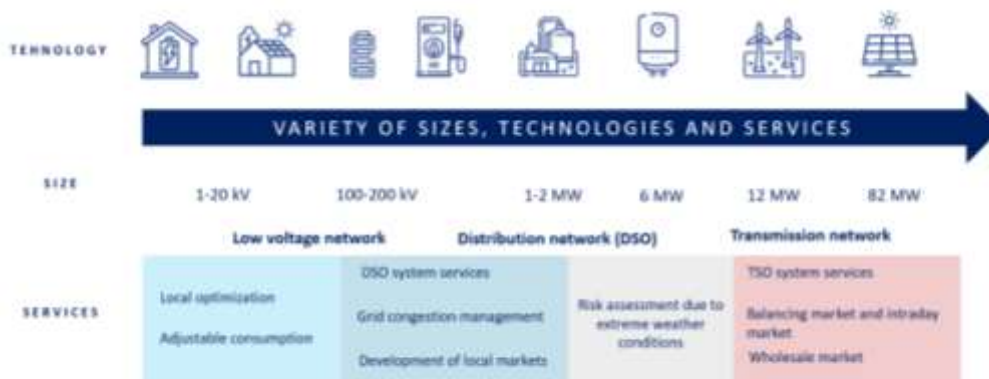 TEHNOLOGY
VARIETY OF SIZES, TECHNOLOGIES AND SERVICES
SIZE
1-20 kV
100-200 kV
1-2 MW
6 MW
12 MW
82 MW
Low voltage network
Distribution network (DSO)
Transmission network
SERVICES
Local optimization
Adjustable consumption
DSO system services
Grid congestion management
Development of local markets
Risk assessment due to
extreme weather
conditions
TSO system services
Balancing market and intraday
market
Wholesale market